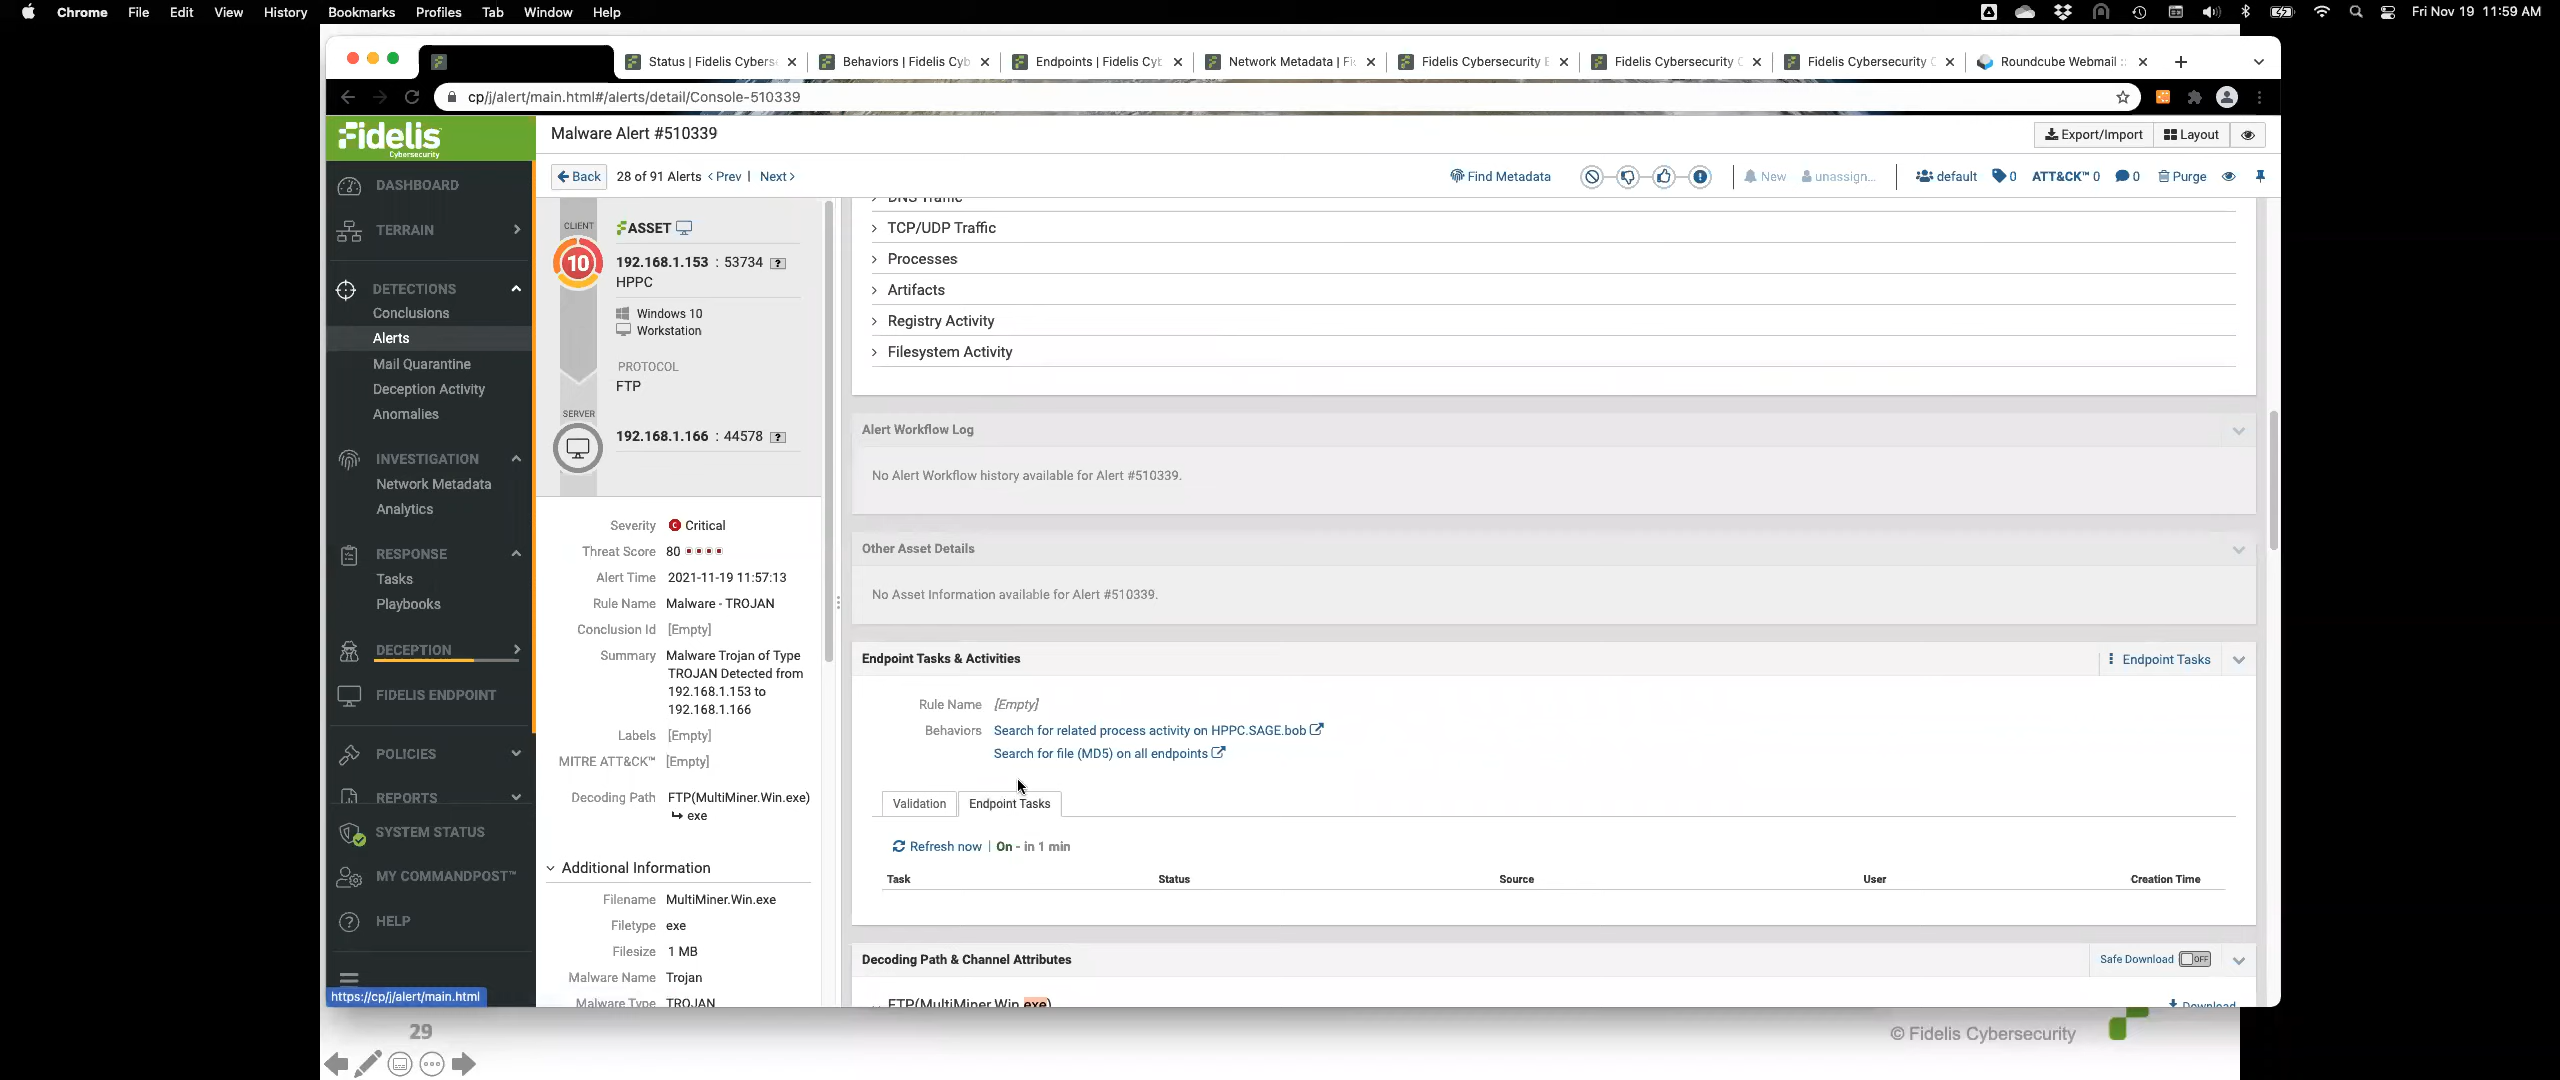 Chrome File Edit View History Bookmarks Profiles Tab Window Help
Fri Nov 19 11:59 AM
Status | Fidelis Cybers
Behaviors | Fidelis Cyb
Endpoints | Fidelis Cyb
Network Metadata | Fi
Fidelis Cybersecurity E
Fidelis Cybersecurity C
Fidelis Cybersecurity C
Roundcube Webmail ::
cp/j/alert/main.html#/alerts/detail/Console-510339
Fidelis
Cybersecurity
Malware Alert #510339
Export/Import
Layout
Back
28 of 91 Alerts < Prev | Next >
Find Metadata
New
unassign...
default
0
ATT&CK™ 0
0
Purge
DASHBOARD
TERRAIN
DETECTIONS
Conclusions
Alerts
Mail Quarantine
Deception Activity
Anomalies
INVESTIGATION
Network Metadata
Analytics
RESPONSE
Tasks
Playbooks
DECEPTION
FIDELIS ENDPOINT
POLICIES
REPORTS
SYSTEM STATUS
MY COMMANDPOST™
HELP
https://cp/j/alert/main.html
CLIENT
ASSET
10
192.168.1.153 : 53734
HPPC
Windows 10
Workstation
PROTOCOL
FTP
SERVER
192.168.1.166 : 44578
Severity C Critical
Threat Score 80
Alert Time 2021-11-19 11:57:13
Rule Name Malware - TROJAN
Conclusion Id [Empty]
Summary Malware Trojan of Type
TROJAN Detected from
192.168.1.153 to
192.168.1.166
Labels [Empty]
MITRE ATT&CK™ [Empty]
Decoding Path FTP(MultiMiner.Win.exe)
↳ exe
Additional Information
Filename MultiMiner.Win.exe
Filetype exe
Filesize 1 MB
Malware Name Trojan
Malware Type TROJAN
DNS Traffic
TCP/UDP Traffic
Processes
Artifacts
Registry Activity
Filesystem Activity
Alert Workflow Log
No Alert Workflow history available for Alert #510339.
Other Asset Details
No Asset Information available for Alert #510339.
Endpoint Tasks & Activities
Endpoint Tasks
Rule Name [Empty]
Behaviors Search for related process activity on HPPC.SAGE.bob
Search for file (MD5) on all endpoints
Validation
Endpoint Tasks
Refresh now | On - in 1 min
Task Status Source User Creation Time
Decoding Path & Channel Attributes
Safe Download OFF
FTP(MultiMiner.Win.exe)
Download
29
© Fidelis Cybersecurity